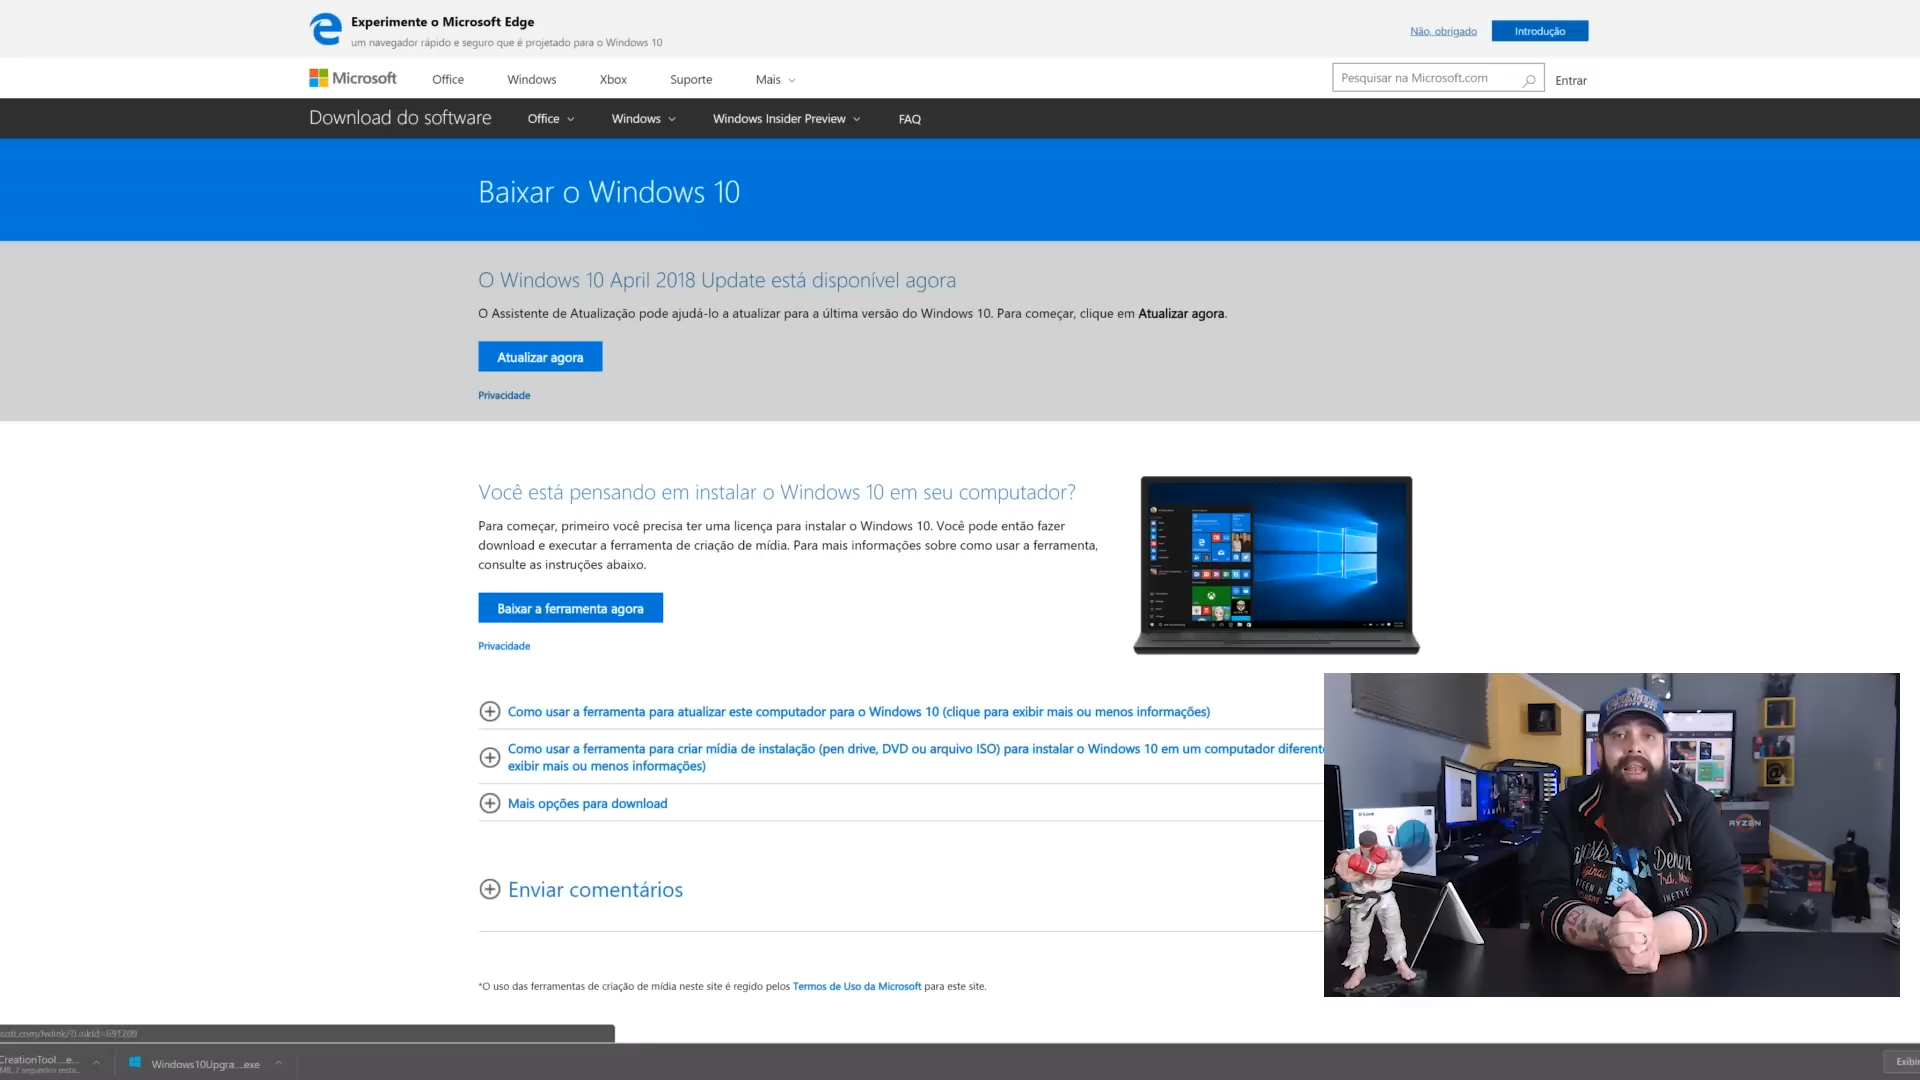 Experimente o Microsoft Edge
um navegador rápido e seguro que é projetado para o Windows 10
Não, obrigado
Introdução
Microsoft
Office
Windows
Xbox
Suporte
Mais
Pesquisar na Microsoft.com
Entrar
Download do software
Office
Windows
Windows Insider Preview
FAQ
Baixar o Windows 10
O Windows 10 April 2018 Update está disponível agora
O Assistente de Atualização pode ajudá-lo a atualizar para a última versão do Windows 10. Para começar, clique em Atualizar agora.
Atualizar agora
Privacidade
Você está pensando em instalar o Windows 10 em seu computador?
Para começar, primeiro você precisa ter uma licença para instalar o Windows 10. Você pode então fazer
download e executar a ferramenta de criação de mídia. Para mais informações sobre como usar a ferramenta,
consulte as instruções abaixo.
Baixar a ferramenta agora
Privacidade
Como usar a ferramenta para atualizar este computador para o Windows 10 (clique para exibir mais ou menos informações)
Como usar a ferramenta para criar mídia de instalação (pen drive, DVD ou arquivo ISO) para instalar o Windows 10 em um computador diferent
exibir mais ou menos informações)
Mais opções para download
Enviar comentários
*O uso das ferramentas de criação de mídia neste site é regido pelos Termos de Uso da Microsoft para este site.
D-Link
RYZEN
Denim
CreationTool....e...
MB, 2 segundos resta...
Windows10Upgra....exe
Exibir